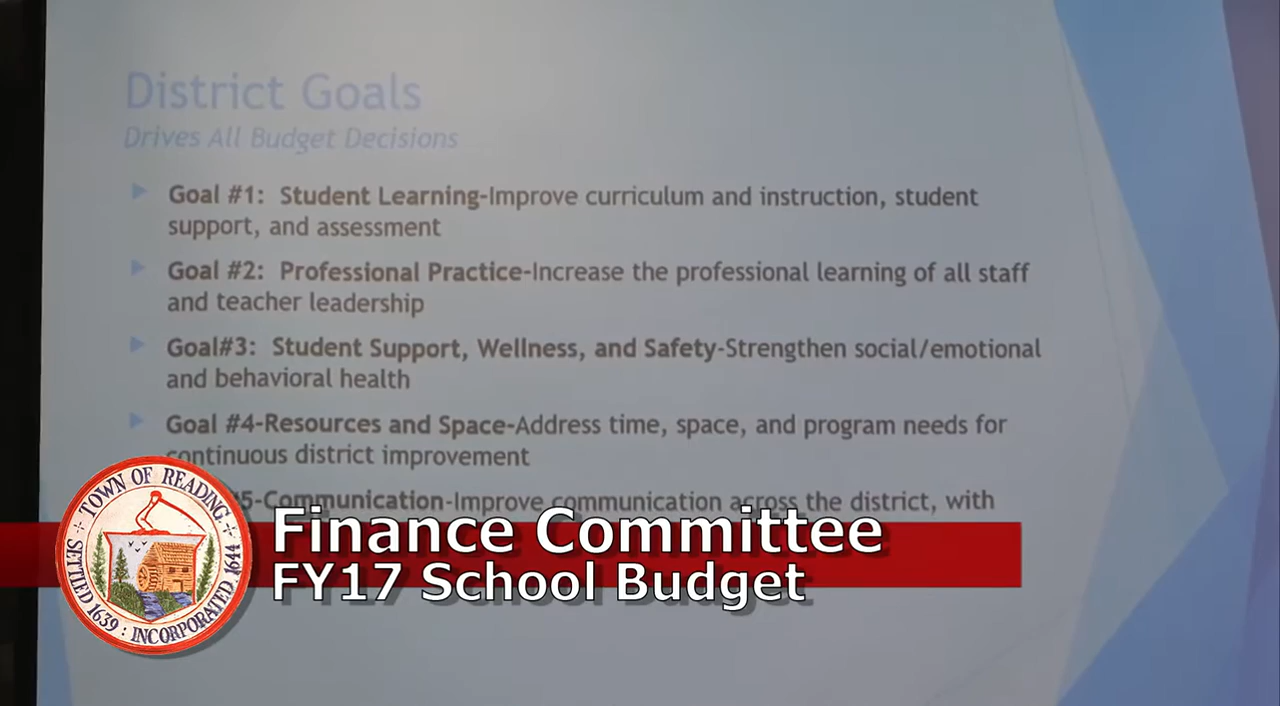 District Goals
Drives All Budget Decisions
Goal #1: Student Learning-Improve curriculum and instruction, student
support, and assessment
Goal #2: Professional Practice-Increase the professional learning of all staff
and teacher leadership
Goal#3: Student Support, Wellness, and Safety-Strengthen social/emotional
and behavioral health
Goal #4-Resources and Space-Address time, space, and program needs for
continuous district improvement
5-Communication-Improve communication across the district, with
Finance Committee
FY17 School Budget
TOWN OF READING
SETTLED 1639 : INCORPORATED 1644